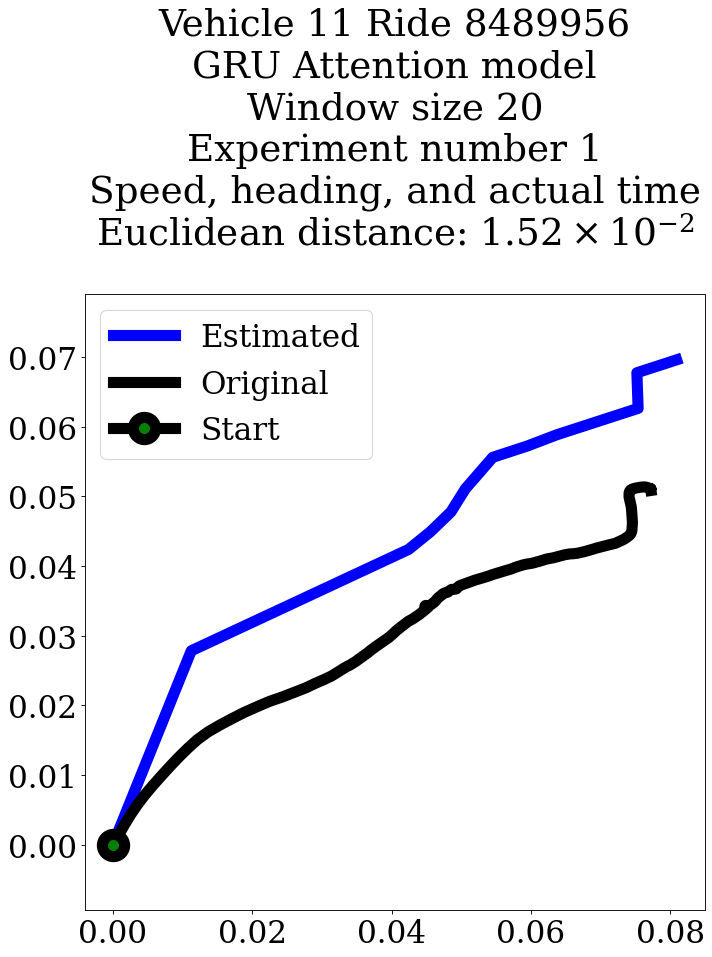 Vehicle 11 Ride 8489956
GRU Attention model
Window size 20
Experiment number 1
Speed, heading, and actual time
Euclidean distance: 1.52 × 10⁻²
Estimated
Original
Start
0.07
0.06
0.05
0.04
0.03
0.02
0.01
0.00
0.00 0.02 0.04 0.06 0.08